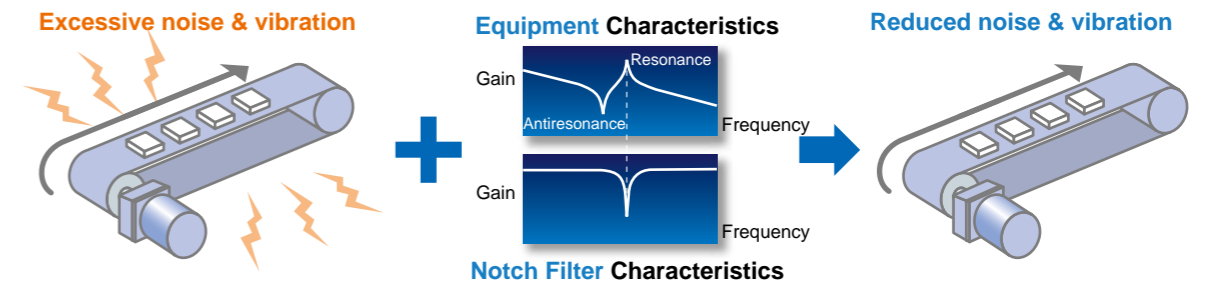 Excessive noise & vibration
Equipment Characteristics
Reduced noise & vibration
Resonance
Gain
Antiresonance
Frequency
Gain
Frequency
Notch Filter Characteristics